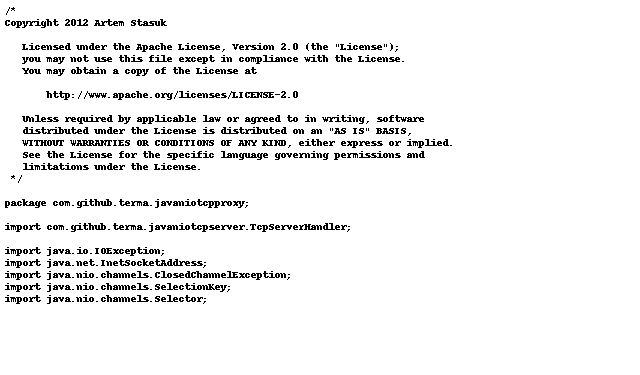 /*
Copyright 2012 Artem Stasuk

   Licensed under the Apache License, Version 2.0 (the "License");
   you may not use this file except in compliance with the License.
   You may obtain a copy of the License at

       http://www.apache.org/licenses/LICENSE-2.0

   Unless required by applicable law or agreed to in writing, software
   distributed under the License is distributed on an "AS IS" BASIS,
   WITHOUT WARRANTIES OR CONDITIONS OF ANY KIND, either express or implied.
   See the License for the specific language governing permissions and
   limitations under the License.
 */

package com.github.terma.javaniotcpproxy;

import com.github.terma.javaniotcpserver.TcpServerHandler;

import java.io.IOException;
import java.net.InetSocketAddress;
import java.nio.channels.ClosedChannelException;
import java.nio.channels.SelectionKey;
import java.nio.channels.Selector;